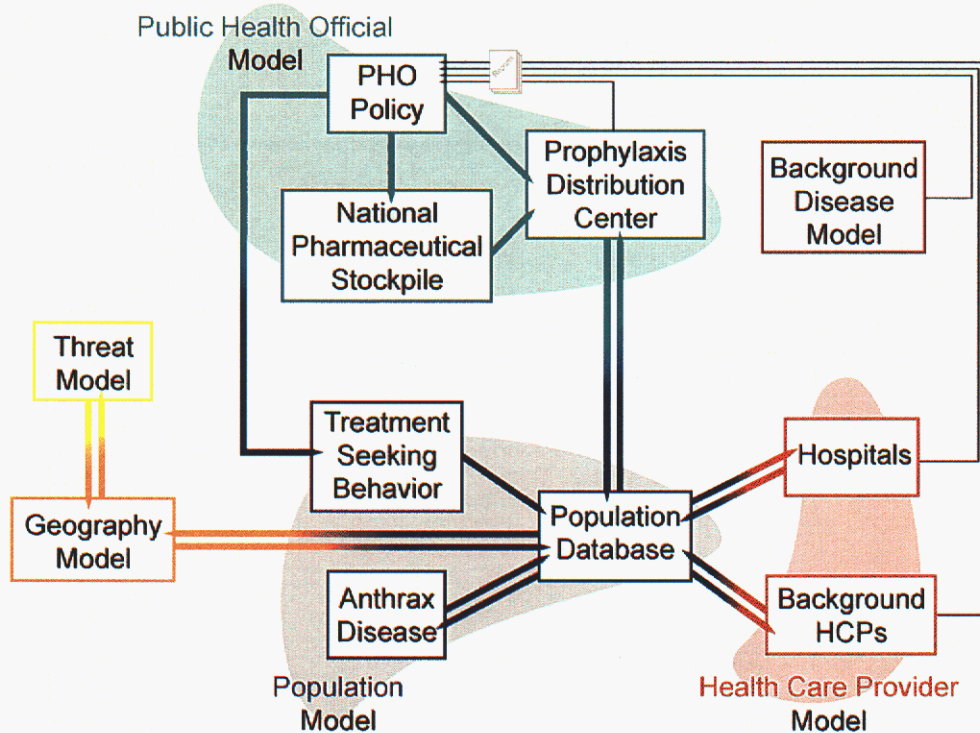 Public Health Official
Model
PHO
Policy
Prophylaxis
Distribution
Center
Background
Disease
Model
National
Pharmaceutical
Stockpile
Threat
Model
Treatment
Seeking
Behavior
Hospitals
Geography
Model
Population
Database
Anthrax
Disease
Background
HCPs
Population
Model
Health Care Provider
Model